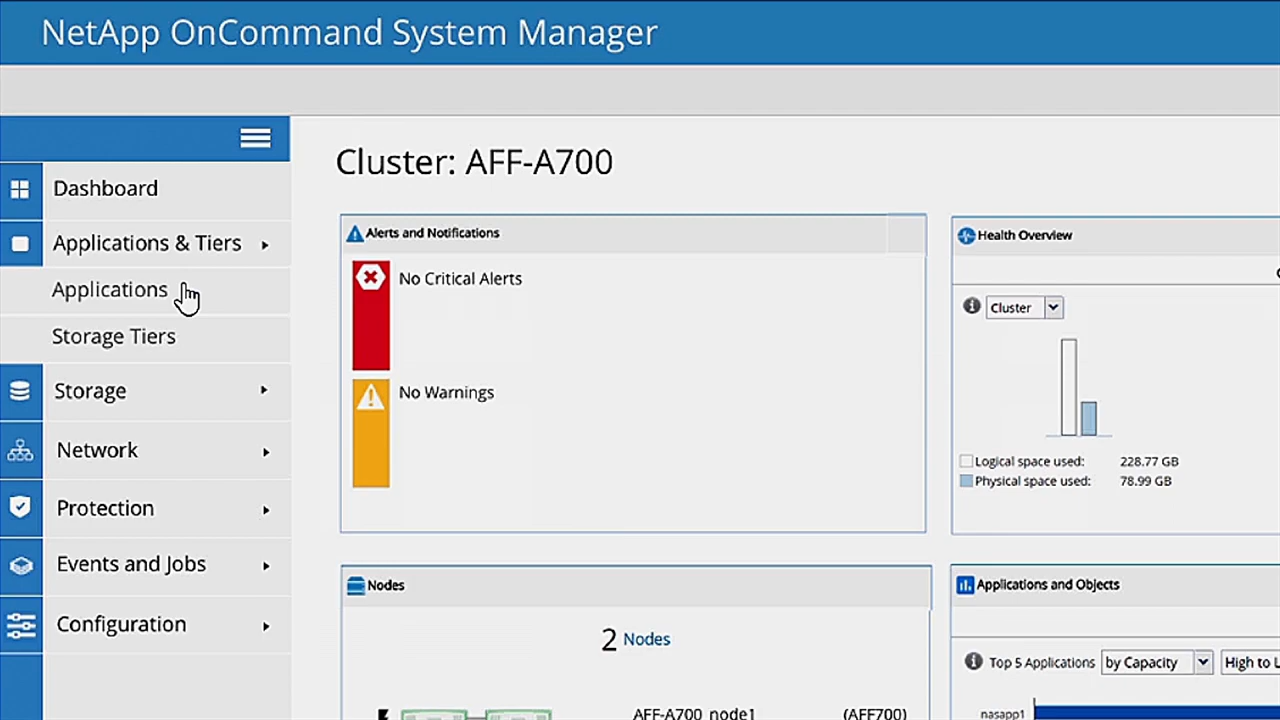 NetApp OnCommand System Manager
Dashboard
Applications & Tiers
Applications
Storage Tiers
Storage
Network
Protection
Events and Jobs
Configuration
Cluster: AFF-A700
Alerts and Notifications
No Critical Alerts
No Warnings
Health Overview
Cluster
Logical space used: 228.77 GB
Physical space used: 78.99 GB
Nodes
2 Nodes
AFF-A700_node1 (AFF700)
Applications and Objects
Top 5 Applications by Capacity High to L
nasapp1